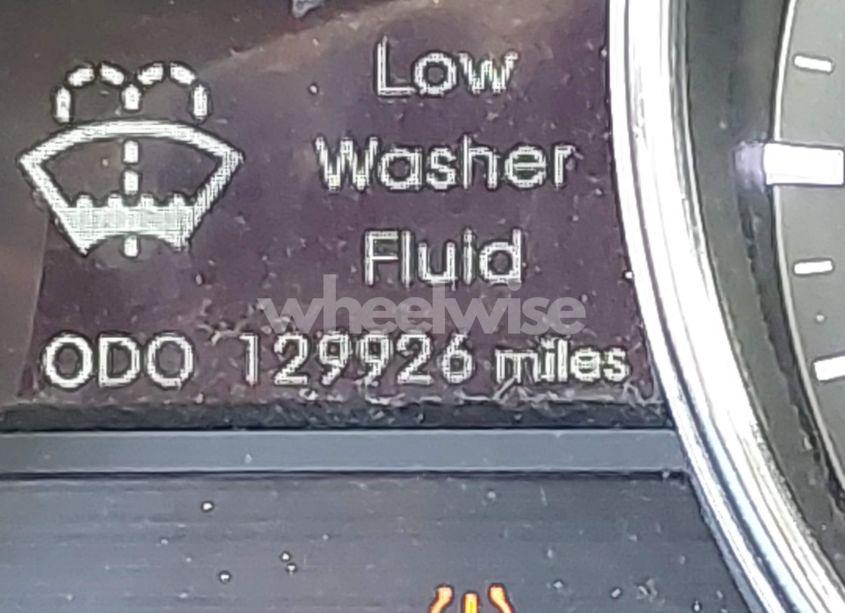 Low
Washer
Fluid
wheelwise
ODO 129926 miles